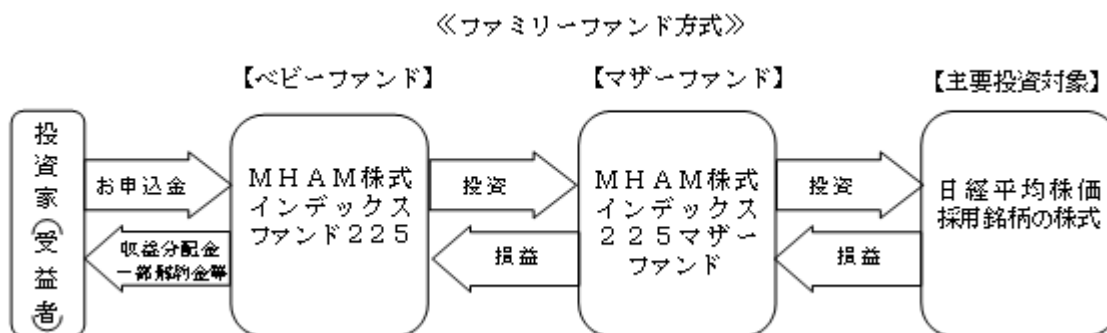 ≪ファミリーファンド方式≫
【ベビーファンド】
【マザーファンド】
【主要投資対象】
投資家(受益者)
お申込金
収益分配金
一部解約金等
MHAM株式
インデックス
ファンド225
投資
損益
MHAM株式
インデックス
225マザー
ファンド
投資
損益
日経平均株価
採用銘柄の株式